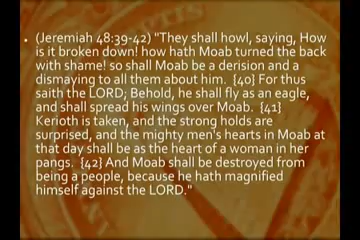 • (Jeremiah 48:39-42) "They shall howl, saying, How
is it broken down! how hath Moab turned the back
with shame! so shall Moab be a derision and a
dismaying to all them about him.  {40} For thus
saith the LORD; Behold, he shall fly as an eagle,
and shall spread his wings over Moab.  {41}
Kerioth is taken, and the strong holds are
surprised, and the mighty men's hearts in Moab at
that day shall be as the heart of a woman in her
pangs.  {42} And Moab shall be destroyed from
being a people, because he hath magnified
himself against the LORD."